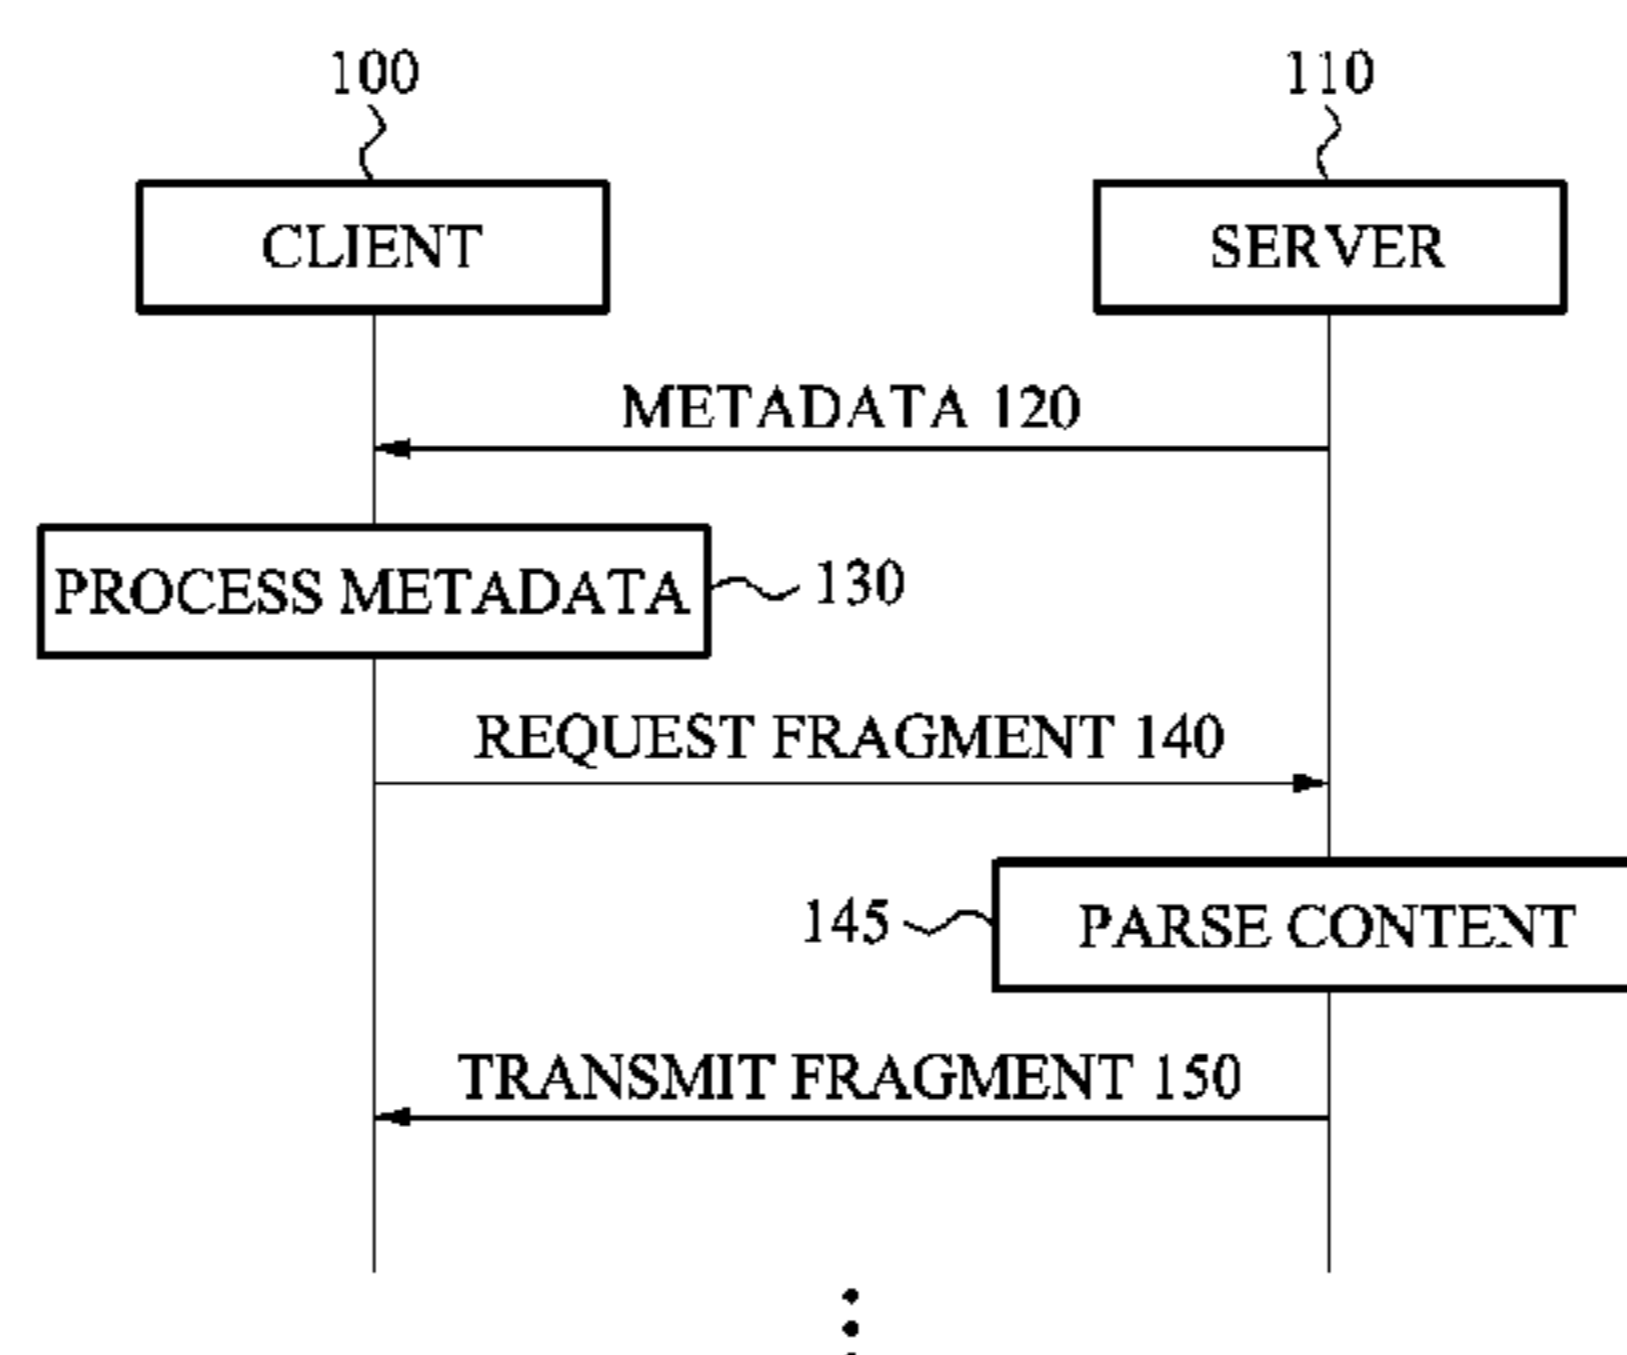 100
110
CLIENT
SERVER
METADATA 120
PROCESS METADATA
130
REQUEST FRAGMENT 140
145
PARSE CONTENT
TRANSMIT FRAGMENT 150